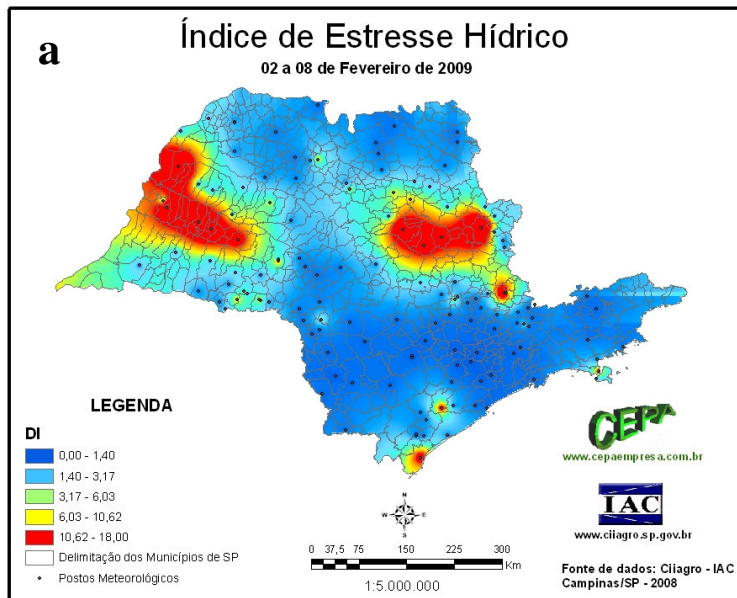 a
Índice de Estresse Hídrico
02 a 08 de Fevereiro de 2009
LEGENDA
DI
0,00 - 1,40
1,40 - 3,17
3,17 - 6,03
6,03 - 10,62
10,62 - 18,00
Delimitação dos Municípios de SP
Postos Meteorológicos
N
W E
S
0 37,5 75 150 225 300
Km
1:5.000.000
CEPA
www.cepaempresa.com.br
IAC
www.ciiagro.sp.gov.br
Fonte de dados: Ciiagro - IAC
Campinas/SP - 2008